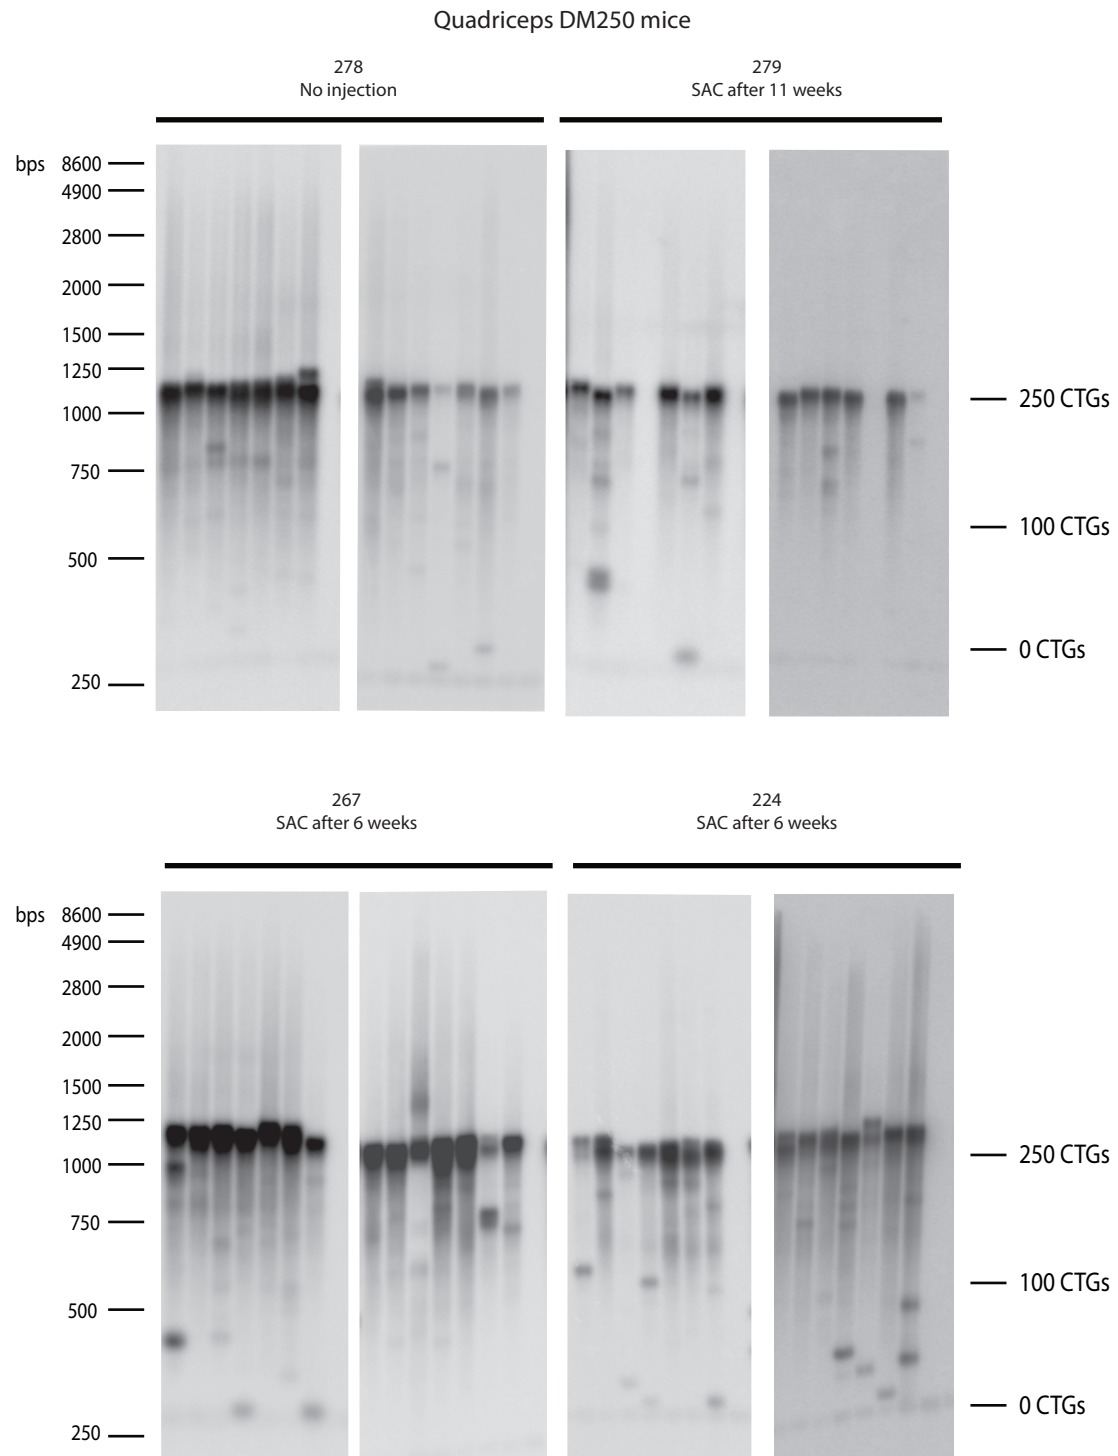 Quadriceps DM250 mice
278
No injection
279
SAC after 11 weeks
bps
8600
4900
2800
2000
1500
1250
1000
750
500
250
250 CTGs
100 CTGs
0 CTGs
267
SAC after 6 weeks
224
SAC after 6 weeks
bps
8600
4900
2800
2000
1500
1250
1000
750
500
250
250 CTGs
100 CTGs
0 CTGs